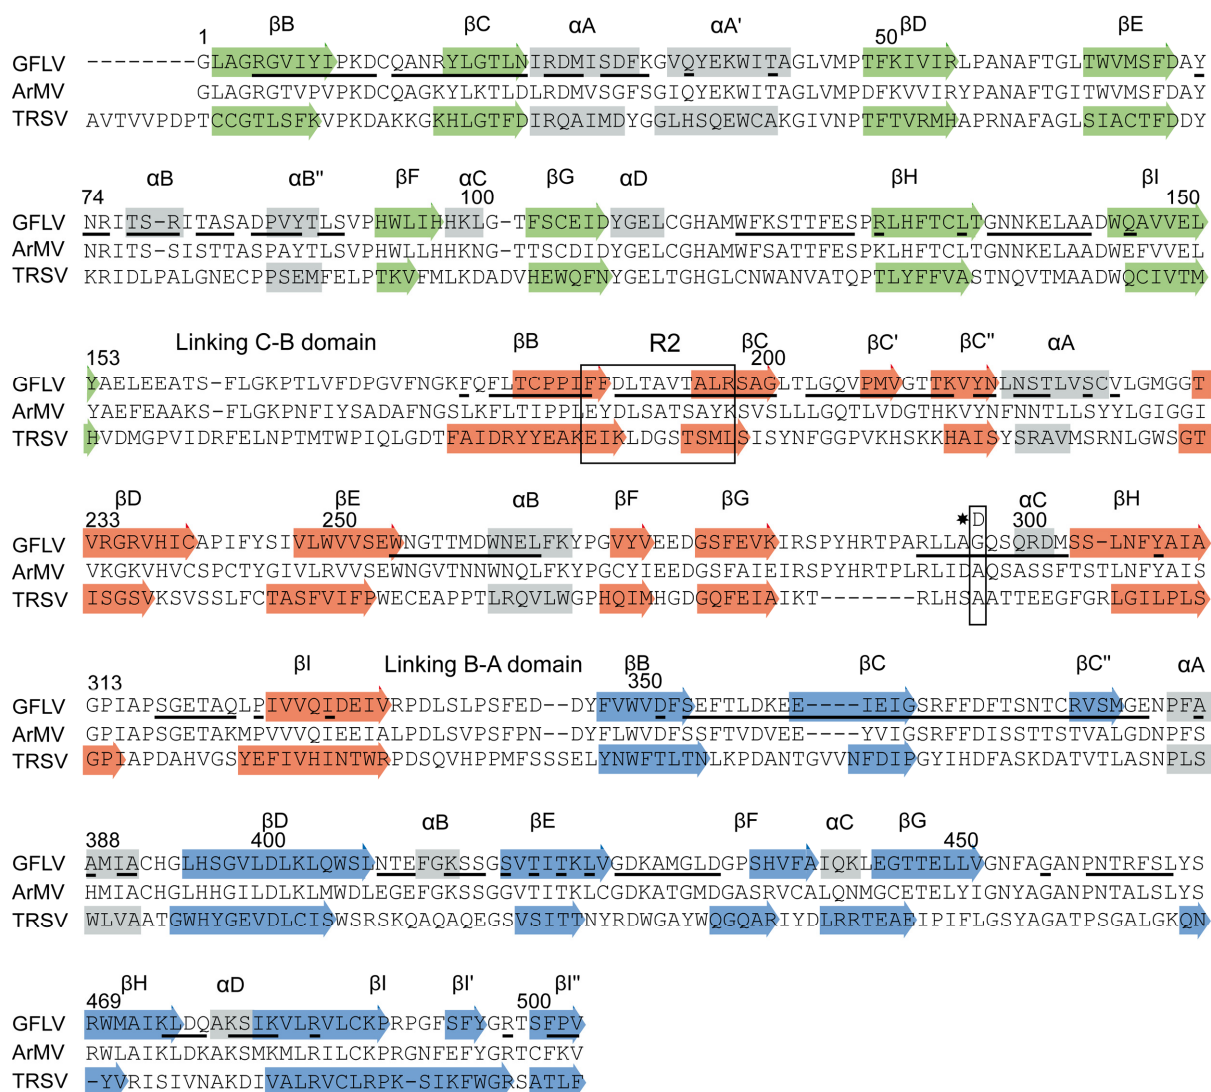 βB βC αA αA' βD βE
1 50
GFLV --------GLAGRGVIYIPKDCQANRYLGTLNIRDMISDFKGVQYEKWITAGLVMPTFKIVIRLPANAFTGLTWVMSFDAY
ArMV GLAGRGTVPVPKDCQAGKYLKTLDLRDMVSGFSGIQYEKWITAGLVMPDFKVVIRYPANAFTGITWVMSFDAY
TRSV AVTVVPDPTCCGTLSFKVPKDAKKGKHLGTFDIRQAIMDYGGLHSQEWCAKGIVNPTFTVRMHAPRNAFAGLSIACTFDDY
αB αB" βF αC βG αD βH βI
74 100 150
GFLV NRITS-RITASADPVYTLSVPHWLIHHKLG-TFSCEIDYGELCGHAMWFKSTTFESPRLHFTCLTGNNKELAADWQAVVEL
ArMV NRITS-SISTTASPAYTLSVPHWLLHHKNG-TTSCDIDYGELCGHAMWFSATTFESPKLHFTCLTGNNKELAADWEFVVEL
TRSV KRIDLPALGNECPPSEMFELPTKVFMLKDADVHEWQFNYGELTGHGLCNWANVATQPTLYFFVASTNQVTMAADWQCIVTM
Linking C-B domain βB R2 βC βC' βC" αA
153 200
GFLV YAELEEATS-FLGKPTLVFDPGVFNGKFQFLTCPPIFFDLTAVTALRSAGLTLGQVPMVGTTKVYNLNSTLVSCVLGMGGT
ArMV YAEFEAAKS-FLGKPNFIYSADAFNGSLKFLTIPPLEYDLSATSAYKSVSLLLGQTLVDGTHKVYNFNNTLLSYYLGIGGI
TRSV HVDMGPVIDRFELNPTMTWPIQLGDTFAIDRYYEAKEIKLDGSTSMLSISYNFGGPVKHSKKHAISYSRAVMSRNLGWSGT
βD βE αB βF βG αC βH
233 250 ✷ D 300
GFLV VRGRVHICAPIFYSIVLWVVSEWNGTTMDWNELFKYPGVYVEEDGSFEVKIRSPYHRTPARLLAGQSQRDMSS-LNFYAIA
ArMV VKGKVHVCSPCTYGIVLRVVSEWNGVTNNWNQLFKYPGCYIEEDGSFAIEIRSPYHRTPLRLIDAQSASSFTSTLNFYAIS
TRSV ISGSVKSVSSLFCTASFVIFPWECEAPPTLRQVLWGPHQIMHGDGQFEIAIKT-------RLHSAATTEEGFGRLGILPLS
βI Linking B-A domain βB βC βC" αA
313 350
GFLV GPIAPSGETAQLPIVVQIDEIVRPDLSLPSFED--DYFVWVDFSEFTLDKEE----IEIGSRFFDFTSNTCRVSMGENPFA
ArMV GPIAPSGETAKMPVVVQIEEIALPDLSVPSFPN--DYFLWVDFSSFTVDVEE----YVIGSRFFDISSTTSTVALGDNPFS
TRSV GPIAPDAHVGSYEFIVHINTWRPDSQVHPPMFSSSELYNWFTLTNLKPDANTGVVNFDIPGYIHDFASKDATVTLASNPLS
βD αB βE βF αC βG
388 400 450
GFLV AMIACHGLHSGVLDLKLQWSLNTEFGKSSGSVTITKLVGDKAMGLDGPSHVFAIQKLEGTTELLVGNFAGANPNTRFSLYS
ArMV HMIACHGLHHGILDLKLMWDLEGEFGKSSGGVTITKLCGDKATGMDGASRVCALQNMGCETELYIGNYAGANPNTALSLYS
TRSV WLVAATGWHYGEVDLCISWSRSKQAQAQEGSVSITTNYRDWGAYWQGQARIYDLRRTEAEIPIFLGSYAGATPSGALGKQN
βH αD βI βI' βI"
469 500
GFLV RWMAIKLDQAKSIKVLRVLCKPRPGFSFYGRTSFPV
ArMV RWLAIKLDKAKSMKMLRILCKPRGNFEFYGRTCFKV
TRSV -YVRISIVNAKDIVALRVCLRPK-SIKFWGRSATLF